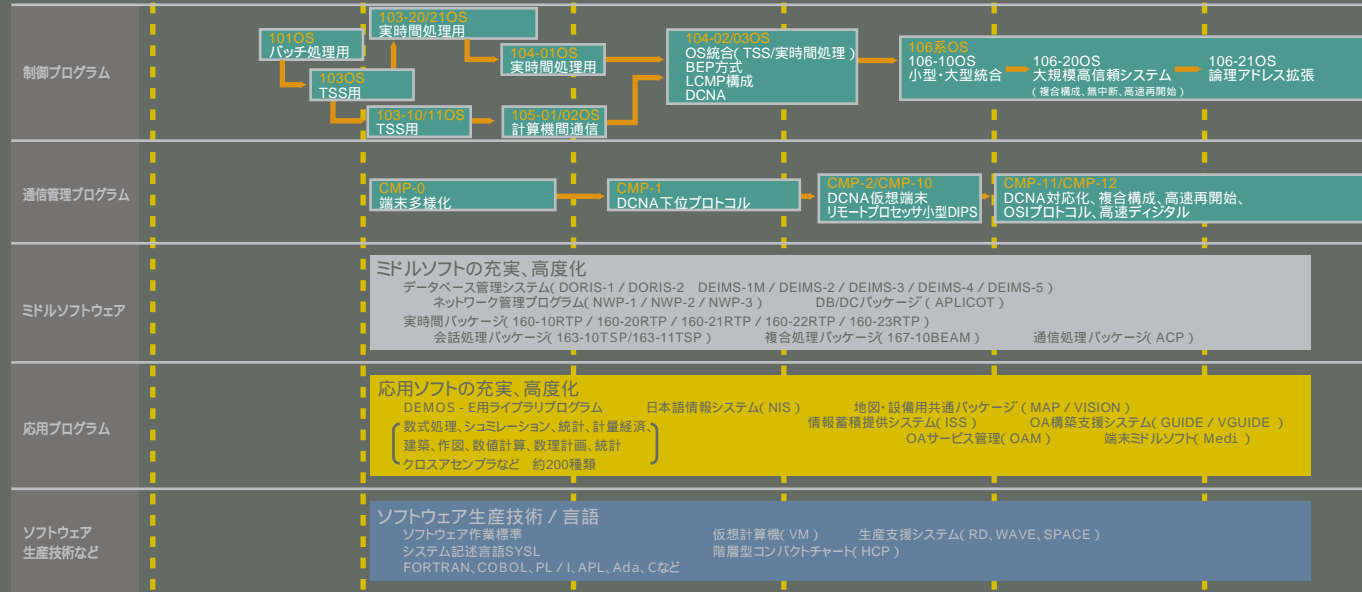 制御プログラム
101OS
バッチ処理用
103OS
TSS用
103-20/21OS
実時間処理用
103-10/11OS
TSS用
104-01OS
実時間処理用
105-01/02OS
計算機間通信
104-02/03OS
OS統合(TSS/実時間処理)
BEP方式
LCMP構成
DCNA
106系OS
106-10OS
小型・大型統合
106-20OS
大規模高信頼システム
(複合構成、無中断、高速再開始)
106-21OS
論理アドレス拡張
通信管理プログラム
CMP-0
端末多様化
CMP-1
DCNA下位プロトコル
CMP-2/CMP-10
DCNA仮想端末
リモートプロセッサ小型DIPS
CMP-11/CMP-12
DCNA対応化、複合構成、高速再開始、
OSIプロトコル、高速ディジタル
ミドルソフトウェア
ミドルソフトの充実、高度化
データベース管理システム(DORIS-1 / DORIS-2 DEIMS-1M / DEIMS-2 / DEIMS-3 / DEIMS-4 / DEIMS-5)
ネットワーク管理プログラム(NWP-1 / NWP-2 / NWP-3) DB/DCパッケージ(APLICOT)
実時間パッケージ(160-10RTP / 160-20RTP / 160-21RTP / 160-22RTP / 160-23RTP)
会話処理パッケージ(163-10TSP/163-11TSP) 複合処理パッケージ(167-10BEAM) 通信処理パッケージ(ACP)
応用プログラム
応用ソフトの充実、高度化
DEMOS - E用ライブラリプログラム 日本語情報システム(NIS) 地図・設備用共通パッケージ(MAP / VISION)
数式処理、シュミレーション、統計、計量経済、 情報蓄積提供システム(ISS) OA構築支援システム(GUIDE / VGUIDE)
建築、作図、数値計算、数理計画、統計 OAサービス管理(OAM) 端末ミドルソフト(Medi)
クロスアセンブラなど 約200種類
ソフトウェア
生産技術など
ソフトウェア生産技術 / 言語
ソフトウェア作業標準 仮想計算機(VM) 生産支援システム(RD、WAVE、SPACE)
システム記述言語SYSL 階層型コンパクトチャート(HCP)
FORTRAN、COBOL、PL / I、APL、Ada、Cなど